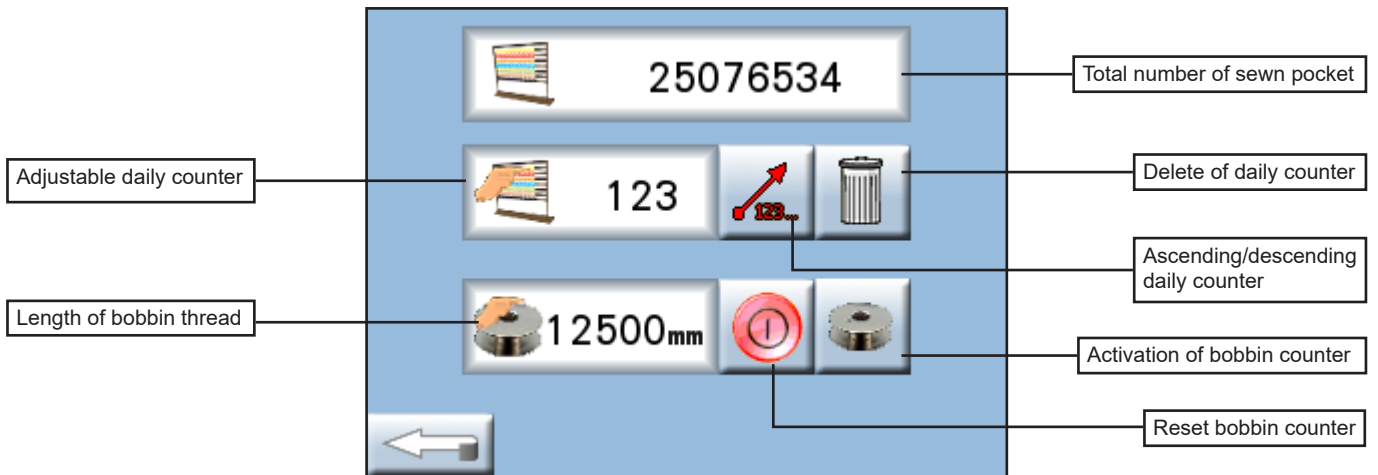 25076534
Total number of sewn pocket
Adjustable daily counter
123
123...
Delete of daily counter
Ascending/descending
daily counter
Length of bobbin thread
12500mm
Activation of bobbin counter
Reset bobbin counter